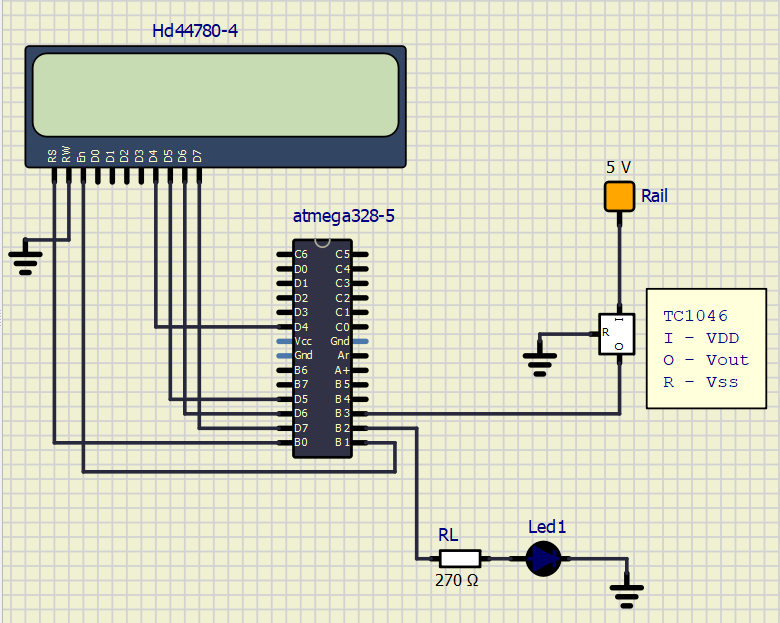 Hd44780-4
RS RW En D0 D1 D2 D3 D4 D5 D6 D7
5 V
Rail
atmega328-5
C6 C5
D0 C4
D1 C3
D2 C2
D3 C1
D4 C0
Vcc Gnd
Gnd Ar
B6 A+
B7 B5
D5 B4
D6 B3
D7 B2
B0 B1
I
R
O
TC1046
I - VDD
O - Vout
R - Vss
RL
270 Ω
Led1